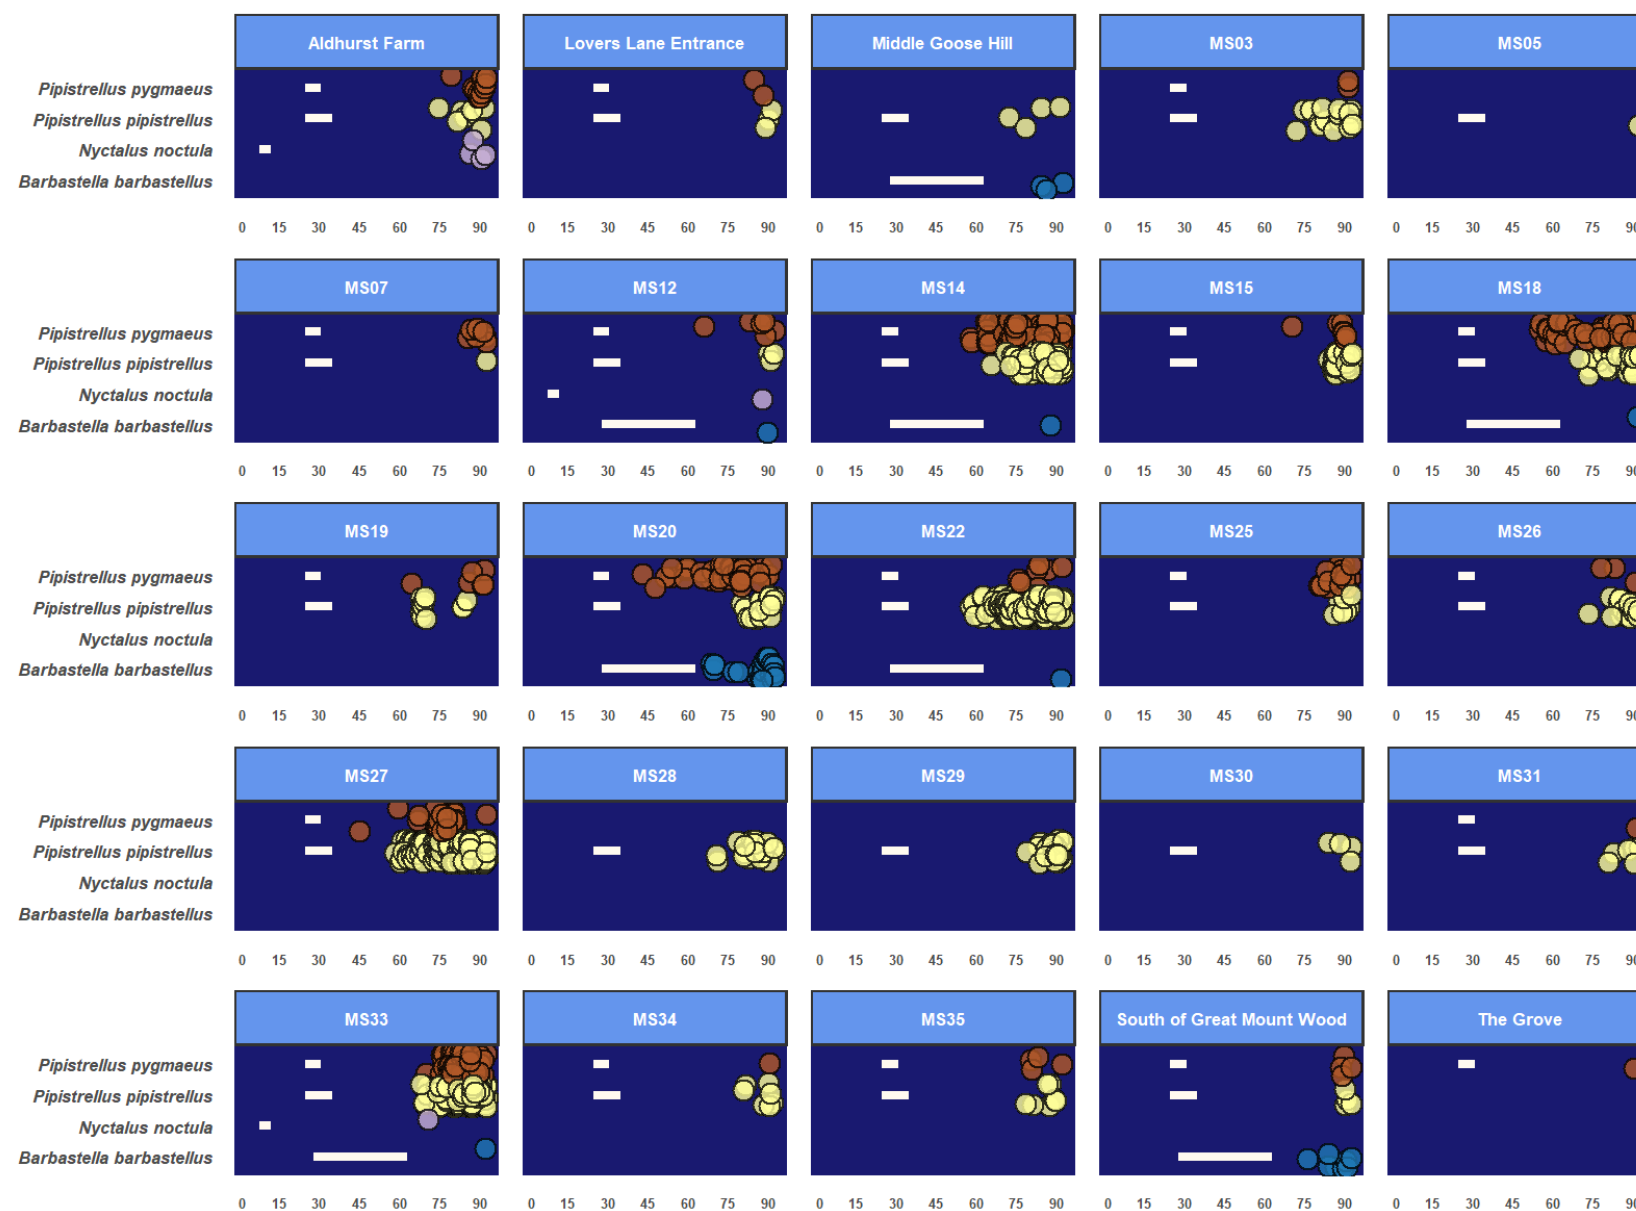 Aldhurst Farm Lovers Lane Entrance Middle Goose Hill MS03 MS05
Pipistrellus pygmaeus
Pipistrellus pipistrellus
Nyctalus noctula
Barbastella barbastellus
0 15 30 45 60 75 90 0 15 30 45 60 75 90 0 15 30 45 60 75 90 0 15 30 45 60 75 90 0 15 30 45 60 75 90
MS07 MS12 MS14 MS15 MS18
Pipistrellus pygmaeus
Pipistrellus pipistrellus
Nyctalus noctula
Barbastella barbastellus
0 15 30 45 60 75 90 0 15 30 45 60 75 90 0 15 30 45 60 75 90 0 15 30 45 60 75 90 0 15 30 45 60 75 90
MS19 MS20 MS22 MS25 MS26
Pipistrellus pygmaeus
Pipistrellus pipistrellus
Nyctalus noctula
Barbastella barbastellus
0 15 30 45 60 75 90 0 15 30 45 60 75 90 0 15 30 45 60 75 90 0 15 30 45 60 75 90 0 15 30 45 60 75 90
MS27 MS28 MS29 MS30 MS31
Pipistrellus pygmaeus
Pipistrellus pipistrellus
Nyctalus noctula
Barbastella barbastellus
0 15 30 45 60 75 90 0 15 30 45 60 75 90 0 15 30 45 60 75 90 0 15 30 45 60 75 90 0 15 30 45 60 75 90
MS33 MS34 MS35 South of Great Mount Wood The Grove
Pipistrellus pygmaeus
Pipistrellus pipistrellus
Nyctalus noctula
Barbastella barbastellus
0 15 30 45 60 75 90 0 15 30 45 60 75 90 0 15 30 45 60 75 90 0 15 30 45 60 75 90 0 15 30 45 60 75 90